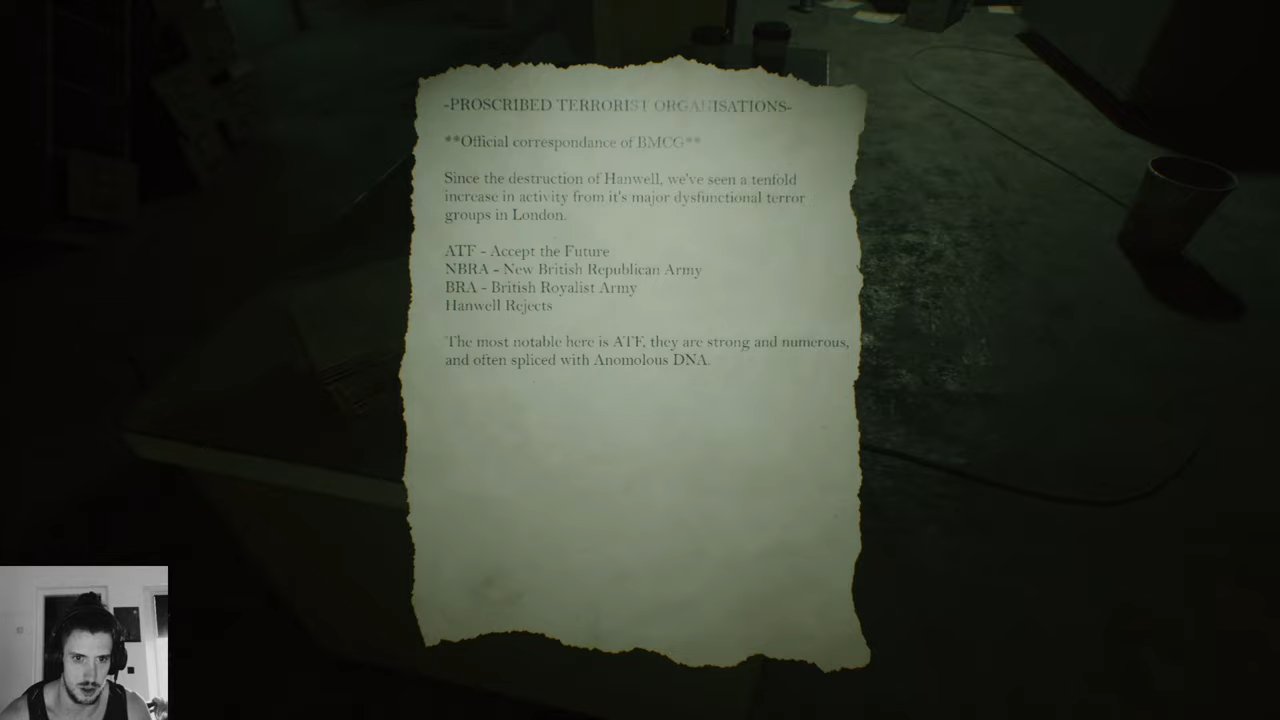 -PROSCRIBED TERRORIST ORGANISATIONS-
**Official correspondance of BMCG**
Since the destruction of Hanwell, we've seen a tenfold
increase in activity from it's major dysfunctional terror
groups in London.
ATF - Accept the Future
NBRA - New British Republican Army
BRA - British Royalist Army
Hanwell Rejects
The most notable here is ATF, they are strong and numerous,
and often spliced with Anomolous DNA.